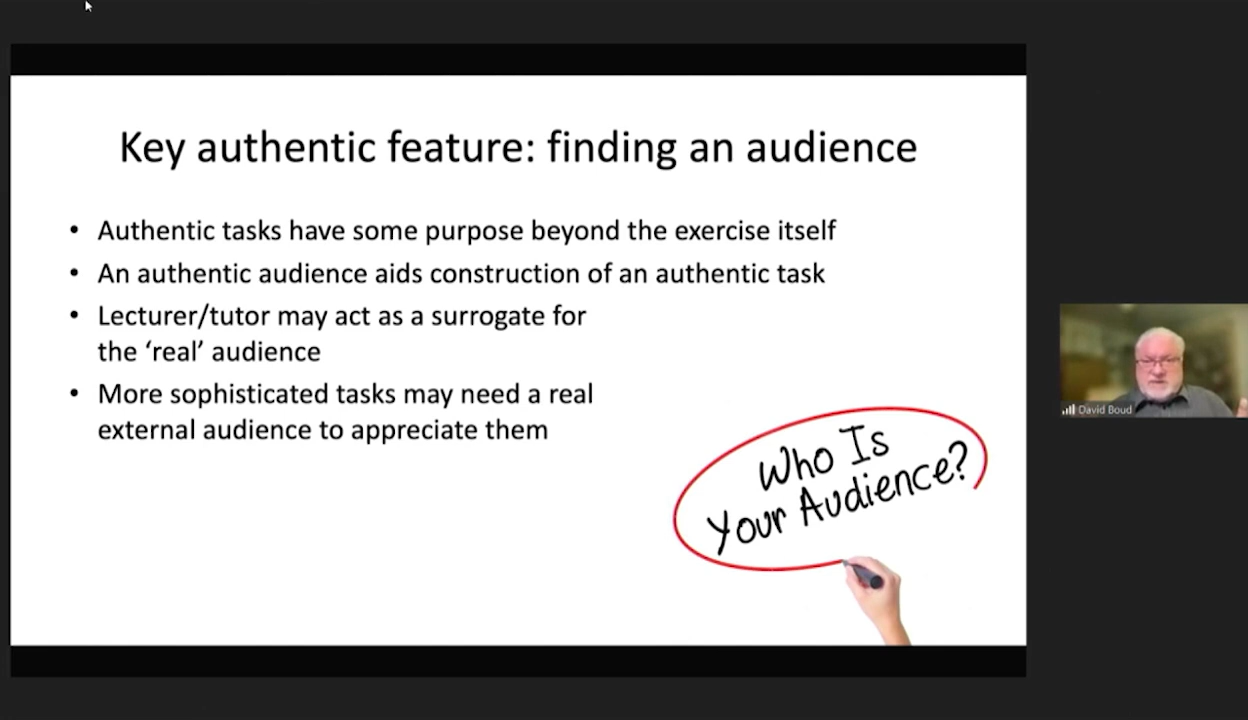 Key authentic feature: finding an audience
• Authentic tasks have some purpose beyond the exercise itself
• An authentic audience aids construction of an authentic task
• Lecturer/tutor may act as a surrogate for
the ‘real’ audience
• More sophisticated tasks may need a real
external audience to appreciate them
Who Is
Your Audience?
David Boud